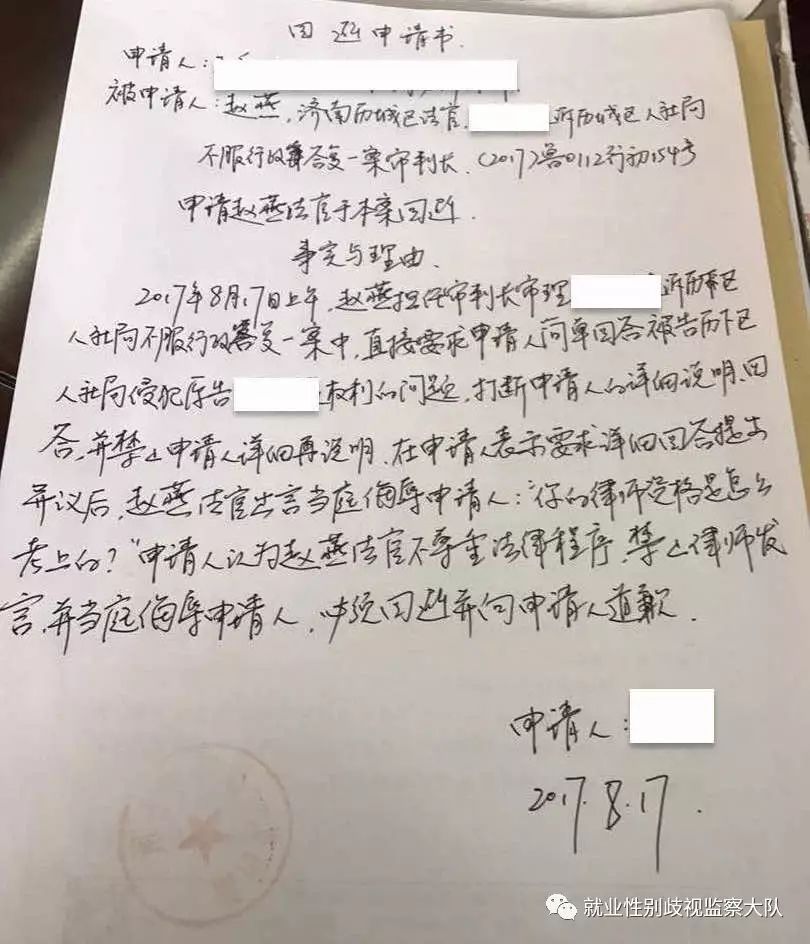 回避申请书.
申请人:
被申请人:赵燕,济南历城区法官, 诉历城区人社局
不服行政答复一案审判长.(2017)鲁0112行初154号
申请赵燕法官于本案回避.
事实与理由.
2017年8月17日上午,赵燕担任审判长审理 诉历城区
人社局不服行政答复一案中,直接要求申请人简单回答被告历下区
人社局侵犯原告 权利的问题,打断申请人的详细说明、回
答,并禁止申请人详细再说明,在申请人表示要求详细回答提出
异议后,赵燕法官出言当庭侮辱申请人:“你的律师资格是怎么
考上的?”申请人认为赵燕法官不尊重法律程序,禁止律师发
言,并当庭侮辱申请人,必须回避并向申请人道歉.
申请人:
2017.8.17.
就业性别歧视监察大队